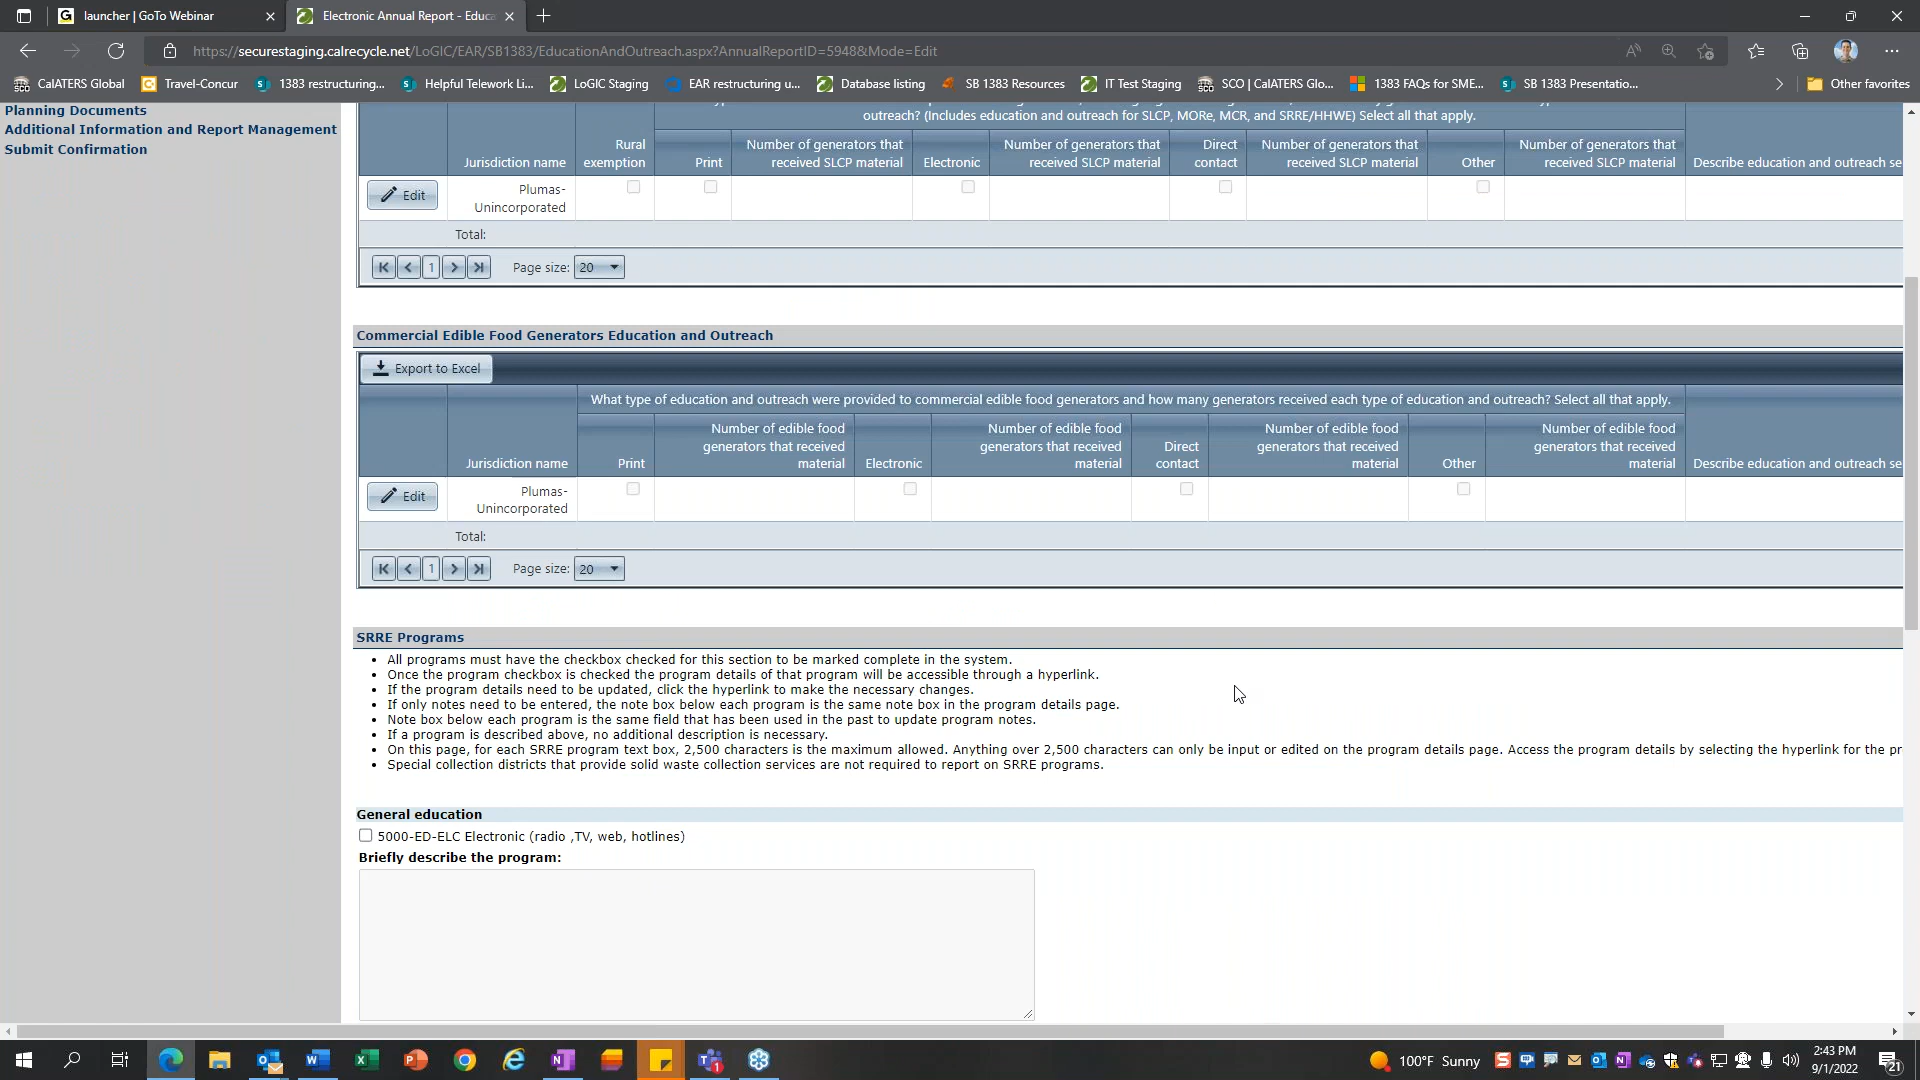 launcher | GoTo Webinar
Electronic Annual Report - Educa
https://securestaging.calrecycle.net/LoGIC/EAR/SB1383/EducationAndOutreach.aspx?AnnualReportID=5948&Mode=Edit
CalATERS Global
Travel-Concur
1383 restructuring...
Helpful Telework Li...
LoGIC Staging
EAR restructuring u...
Database listing
SB 1383 Resources
IT Test Staging
SCO | CalATERS Glo...
1383 FAQs for SME...
SB 1383 Presentatio...
Other favorites
Planning Documents
Additional Information and Report Management
Submit Confirmation
outreach? (Includes education and outreach for SLCP, MORe, MCR, and SRRE/HHWE) Select all that apply.
Jurisdiction name
Rural exemption
Print
Number of generators that received SLCP material
Electronic
Number of generators that received SLCP material
Direct contact
Number of generators that received SLCP material
Other
Number of generators that received SLCP material
Describe education and outreach se
Edit
Plumas-
Unincorporated
Total:
1
Page size:
20
Commercial Edible Food Generators Education and Outreach
Export to Excel
What type of education and outreach were provided to commercial edible food generators and how many generators received each type of education and outreach? Select all that apply.
Jurisdiction name
Print
Number of edible food generators that received material
Electronic
Number of edible food generators that received material
Direct contact
Number of edible food generators that received material
Other
Number of edible food generators that received material
Describe education and outreach se
Edit
Plumas-
Unincorporated
Total:
1
Page size:
20
SRRE Programs
• All programs must have the checkbox checked for this section to be marked complete in the system.
• Once the program checkbox is checked the program details of that program will be accessible through a hyperlink.
• If the program details need to be updated, click the hyperlink to make the necessary changes.
• If only notes need to be entered, the note box below each program is the same note box in the program details page.
• Note box below each program is the same field that has been used in the past to update program notes.
• If a program is described above, no additional description is necessary.
• On this page, for each SRRE program text box, 2,500 characters is the maximum allowed. Anything over 2,500 characters can only be input or edited on the program details page. Access the program details by selecting the hyperlink for the pr
• Special collection districts that provide solid waste collection services are not required to report on SRRE programs.
General education
5000-ED-ELC Electronic (radio ,TV, web, hotlines)
Briefly describe the program:
100°F Sunny
2:43 PM
9/1/2022
21